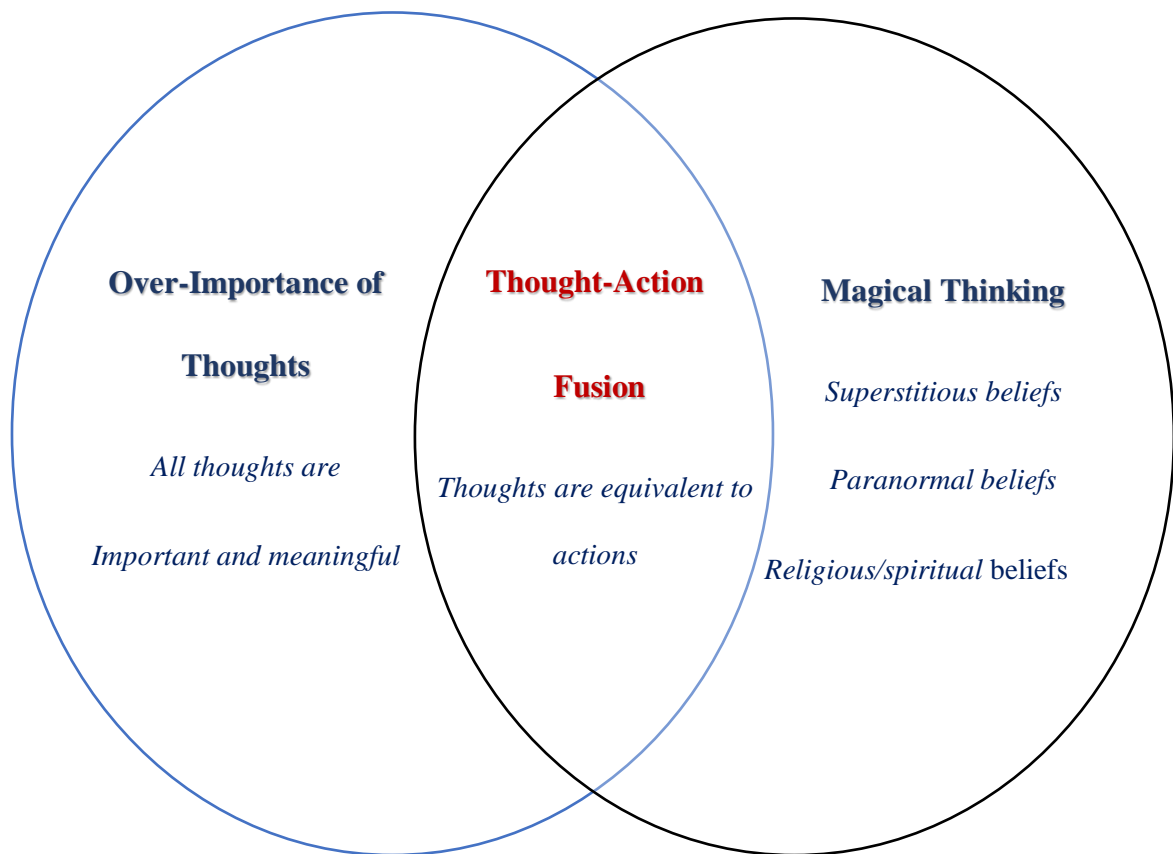 Over-Importance of
Thoughts
All thoughts are
Important and meaningful
Thought-Action
Fusion
Thoughts are equivalent to
actions
Magical Thinking
Superstitious beliefs
Paranormal beliefs
Religious/spiritual beliefs